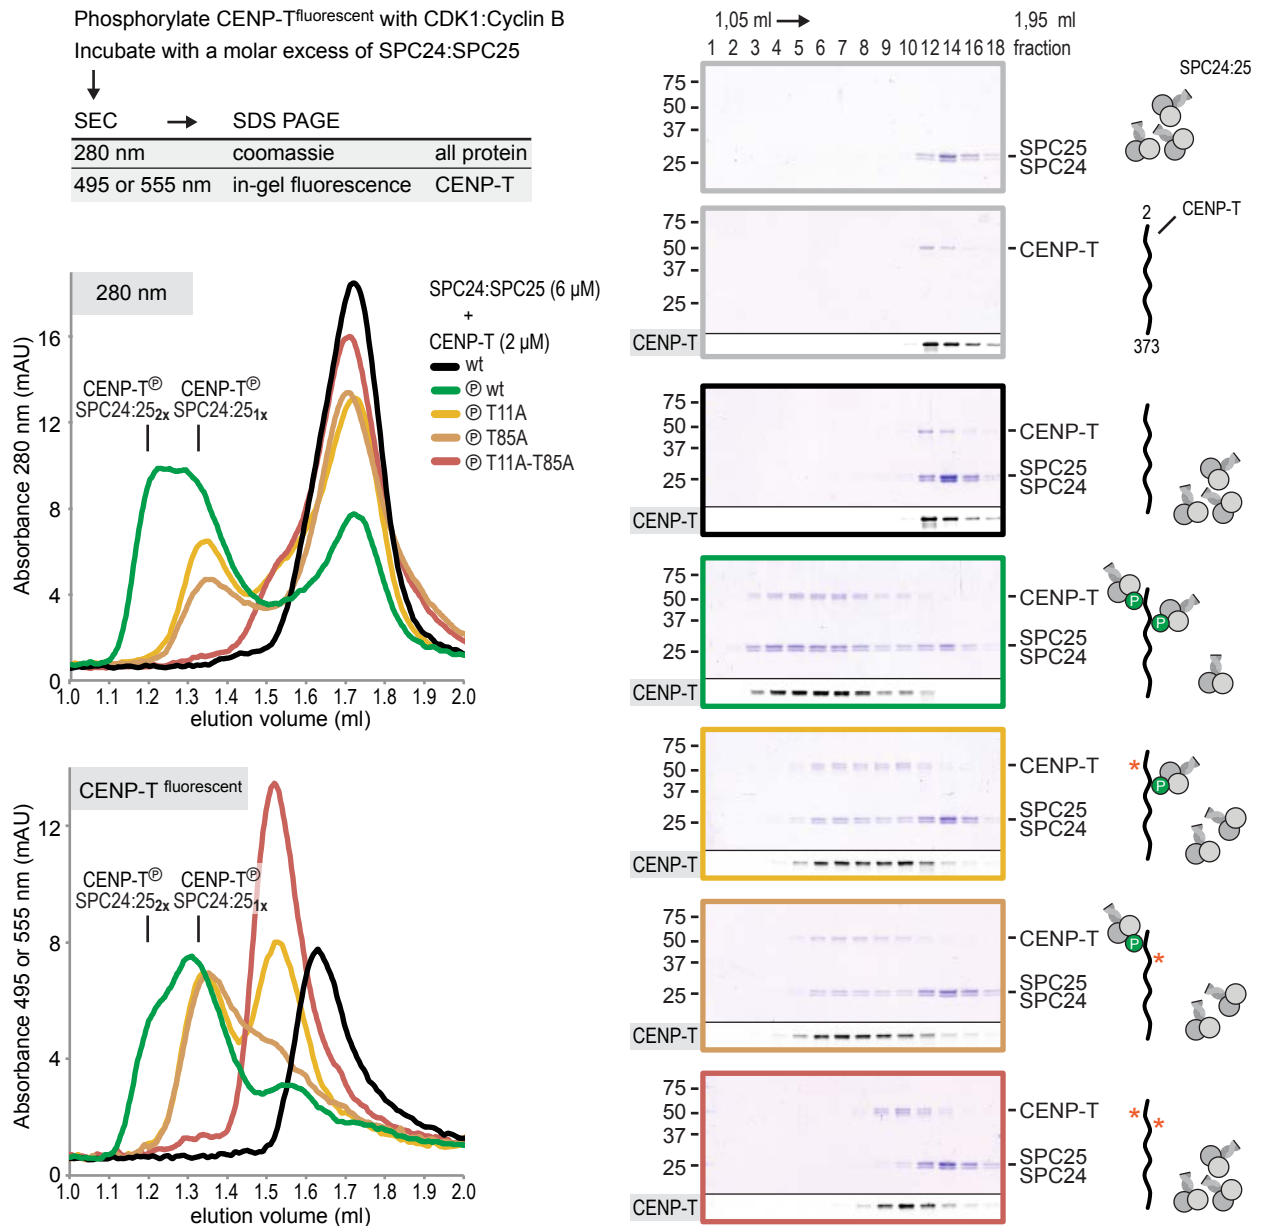 Phosphorylate CENP-Tfluorescent with CDK1:Cyclin B
Incubate with a molar excess of SPC24:SPC25
SEC → SDS PAGE
280 nm coomassie all protein
495 or 555 nm in-gel fluorescence CENP-T
280 nm
SPC24:SPC25 (6 µM)
+
CENP-T (2 µM)
wt
Ⓟ wt
Ⓟ T11A
Ⓟ T85A
Ⓟ T11A-T85A
CENP-TⓅ CENP-TⓅ
SPC24:252x SPC24:251x
Absorbance 280 nm (mAU)
16
12
8
4
0
1.0 1.1 1.2 1.3 1.4 1.5 1.6 1.7 1.8 1.9 2.0
elution volume (ml)
CENP-T fluorescent
CENP-TⓅ CENP-TⓅ
SPC24:252x SPC24:251x
Absorbance 495 or 555 nm (mAU)
12
8
4
0
1.0 1.1 1.2 1.3 1.4 1.5 1.6 1.7 1.8 1.9 2.0
elution volume (ml)
1,05 ml → 1,95 ml
1 2 3 4 5 6 7 8 9 10 12 14 16 18 fraction
75
50
37
25
SPC25
SPC24
SPC24:25
75
50
37
25
CENP-T
CENP-T
2
CENP-T
373
75
50
37
25
CENP-T
SPC25
SPC24
CENP-T
75
50
37
25
CENP-T
SPC25
SPC24
CENP-T
P
P
75
50
37
25
CENP-T
SPC25
SPC24
CENP-T
*
P
75
50
37
25
CENP-T
SPC25
SPC24
CENP-T
P
*
75
50
37
25
CENP-T
SPC25
SPC24
CENP-T
*
*